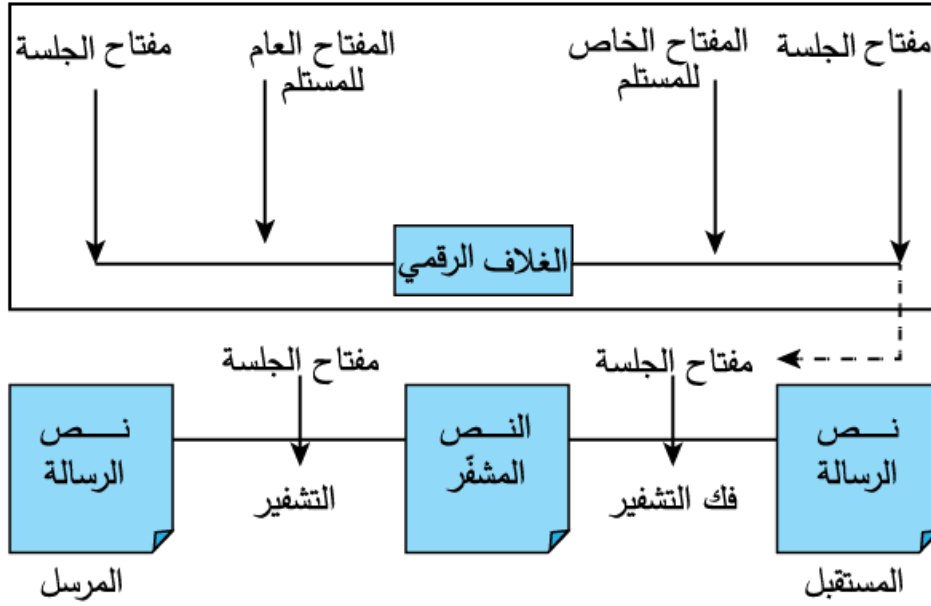 مفتاح الجلسة
المفتاح الخاص
للمستلم
المفتاح العام
للمستلم
مفتاح الجلسة
الغلاف الرقمي
مفتاح الجلسة
مفتاح الجلسة
نـــص
الرسالة
النــص
المشفّر
نـــص
الرسالة
فك التشفير
التشفير
المستقبل
المرسل